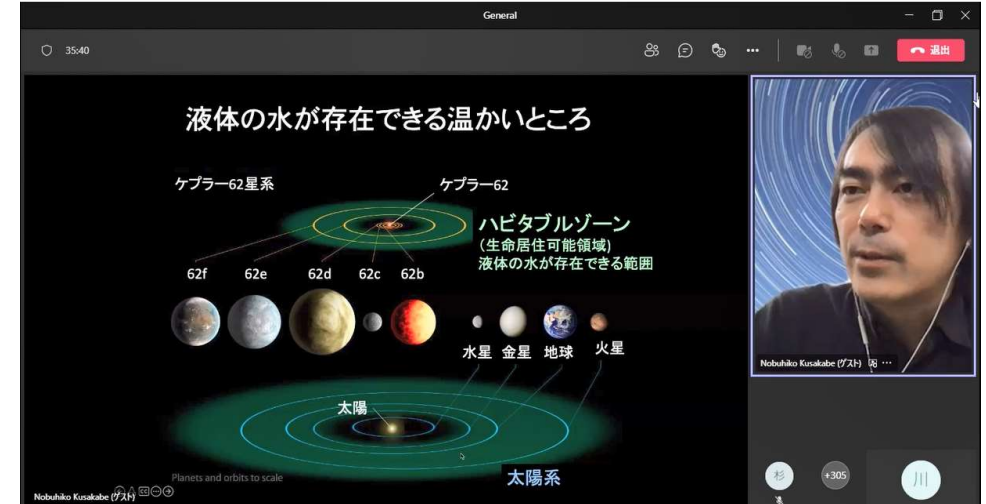 General
35:40
退出
液体の水が存在できる温かいところ
ケプラー62星系
ケプラー62
ハビタブルゾーン
(生命居住可能領域)
液体の水が存在できる範囲
62f 62e 62d 62c 62b
水星 金星 地球 火星
太陽
太陽系
Planets and orbits to scale
Nobuhiko Kusakabe (ゲスト)
Nobuhiko Kusakabe (ゲスト)
杉
+305
川